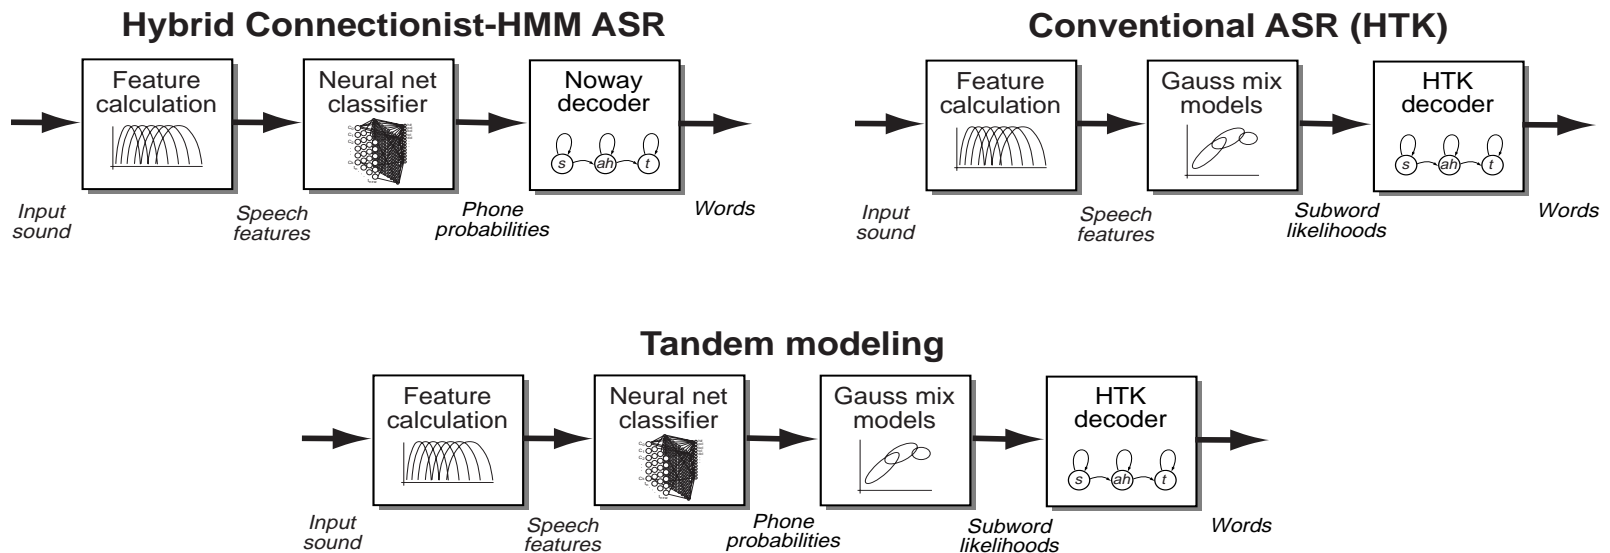 Hybrid Connectionist-HMM ASR
Feature
calculation
Neural net
classifier
Noway
decoder
s
ah
t
Input
sound
Speech
features
Phone
probabilities
Words
Conventional ASR (HTK)
Feature
calculation
Gauss mix
models
HTK
decoder
s
ah
t
Input
sound
Speech
features
Subword
likelihoods
Words
Tandem modeling
Feature
calculation
Neural net
classifier
Gauss mix
models
HTK
decoder
s
ah
t
Input
sound
Speech
features
Phone
probabilities
Subword
likelihoods
Words